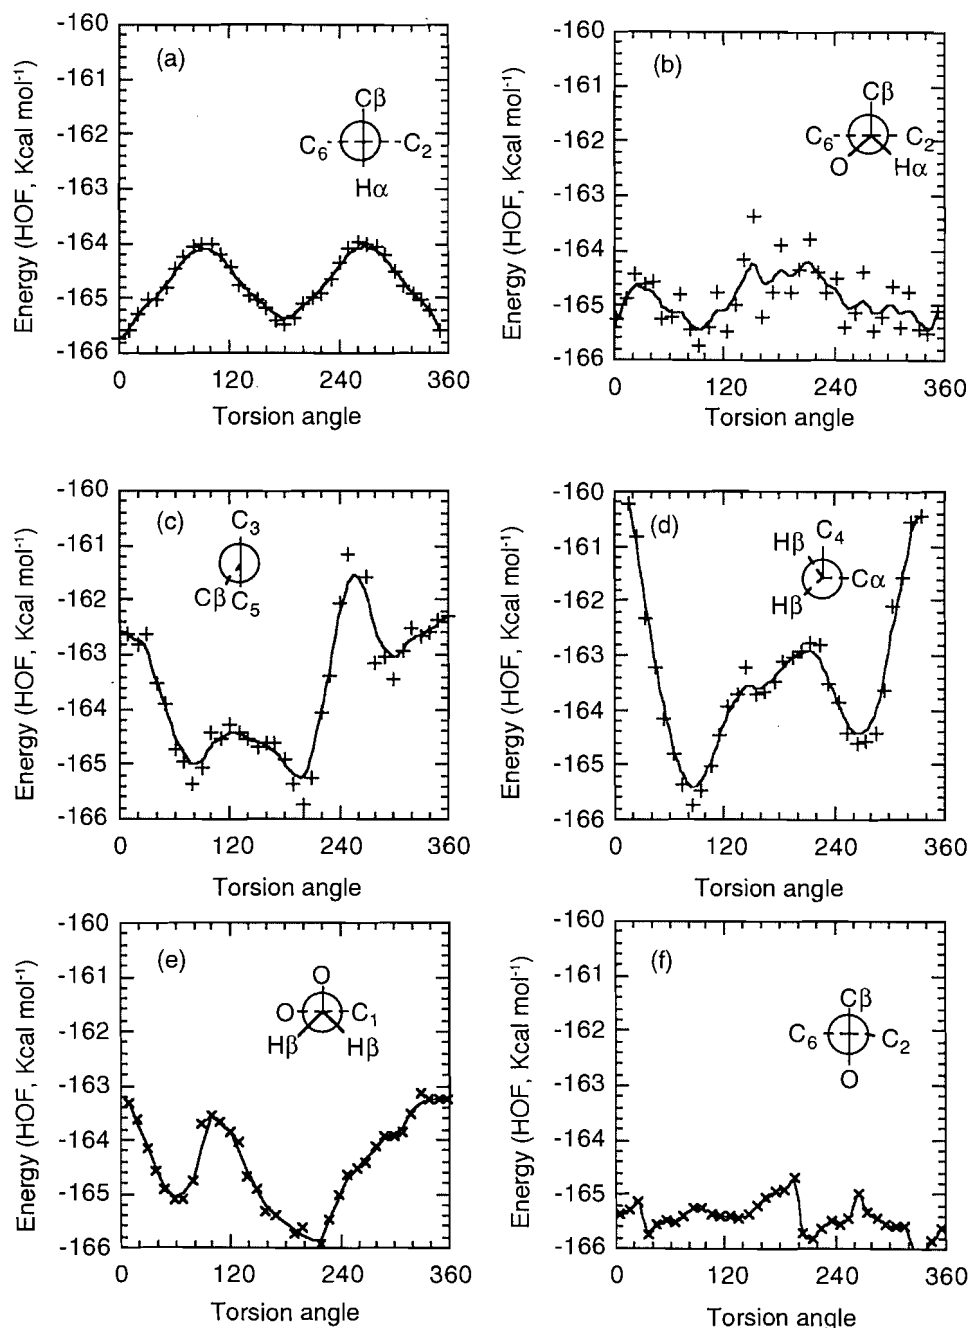 -160
-161
-162
-163
-164
-165
-166
Energy (HOF, Kcal mol⁻¹)
(a)
Cβ
C₆ C₂
Hα
0 120 240 360
Torsion angle
-160
-161
-162
-163
-164
-165
-166
Energy (HOF, Kcal mol⁻¹)
(b)
Cβ
C₆ C₂
O Hα
0 120 240 360
Torsion angle
-160
-161
-162
-163
-164
-165
-166
Energy (HOF, Kcal mol⁻¹)
(c)
C₃
Cβ C₅
0 120 240 360
Torsion angle
-160
-161
-162
-163
-164
-165
-166
Energy (HOF, Kcal mol⁻¹)
(d)
Hβ C₄
Cα
Hβ
0 120 240 360
Torsion angle
-160
-161
-162
-163
-164
-165
-166
Energy (HOF, Kcal mol⁻¹)
(e)
O
O C₁
Hβ Hβ
0 120 240 360
Torsion angle
-160
-161
-162
-163
-164
-165
-166
Energy (HOF, Kcal mol⁻¹)
(f)
Cβ
C₆ C₂
O
0 120 240 360
Torsion angle